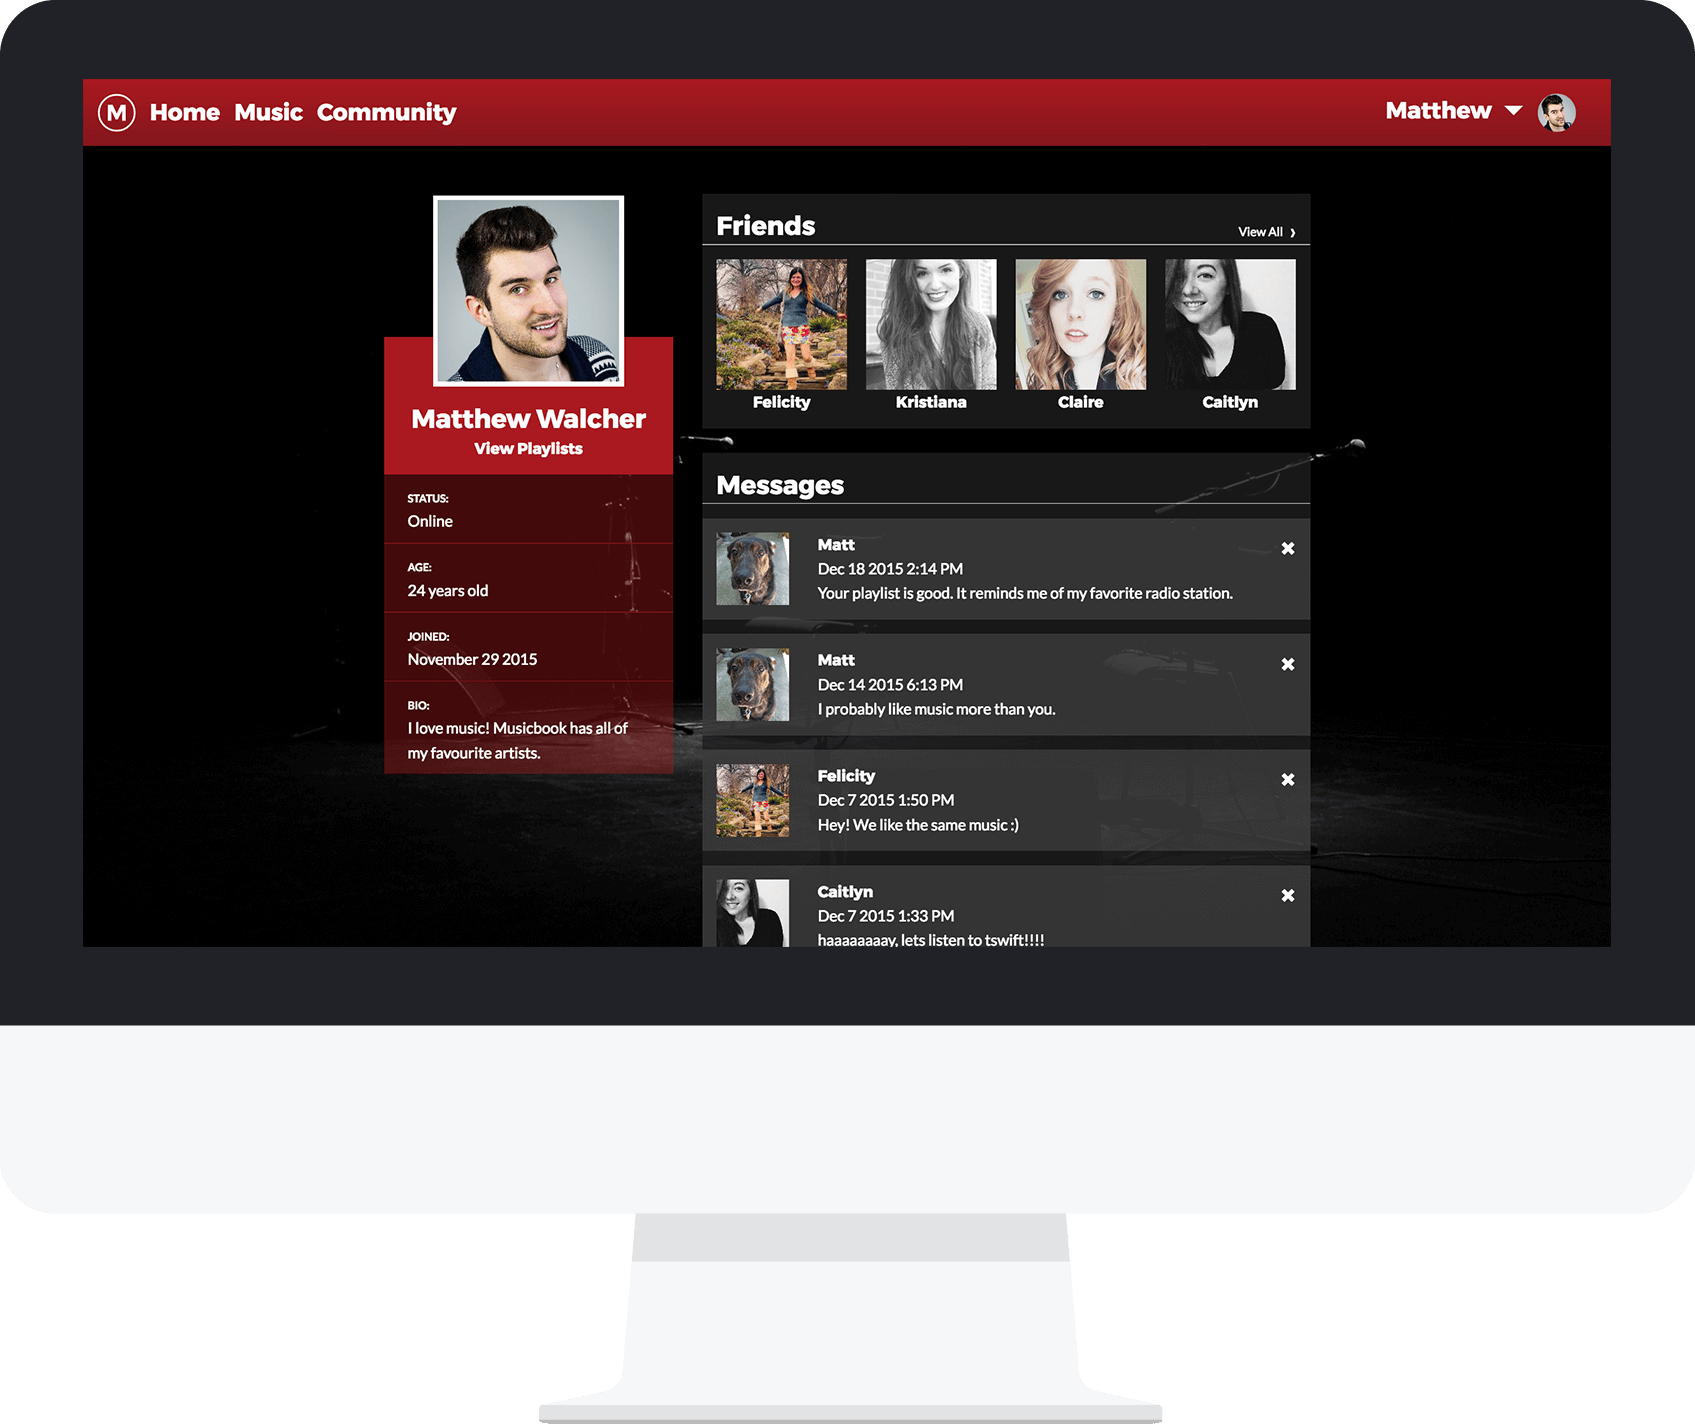 M Home Music Community
Matthew
Matthew Walcher
View Playlists
STATUS:
Online
AGE:
24 years old
JOINED:
November 29 2015
BIO:
I love music! Musicbook has all of
my favourite artists.
Friends
View All ›
Felicity
Kristiana
Claire
Caitlyn
Messages
Matt
Dec 18 2015 2:14 PM
Your playlist is good. It reminds me of my favorite radio station.
Matt
Dec 14 2015 6:13 PM
I probably like music more than you.
Felicity
Dec 7 2015 1:50 PM
Hey! We like the same music :)
Caitlyn
Dec 7 2015 1:33 PM
haaaaaaaay, lets listen to tswift!!!!